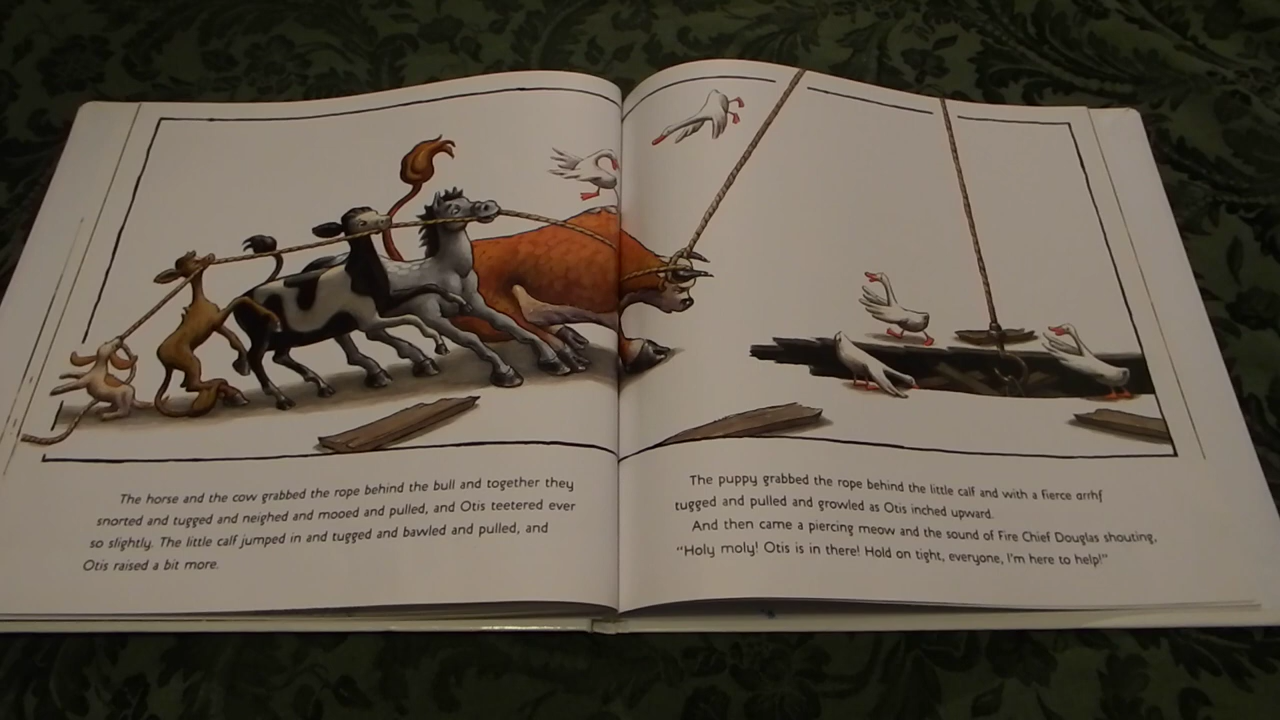 The horse and the cow grabbed the rope behind the bull and together they
snorted and tugged and neighed and mooed and pulled, and Otis teetered ever
so slightly. The little calf jumped in and tugged and bawled and pulled, and
Otis raised a bit more.
The puppy grabbed the rope behind the little calf and with a fierce arrhf
tugged and pulled and growled as Otis inched upward.
And then came a piercing meow and the sound of Fire Chief Douglas shouting,
“Holy moly! Otis is in there! Hold on tight, everyone, I’m here to help!”